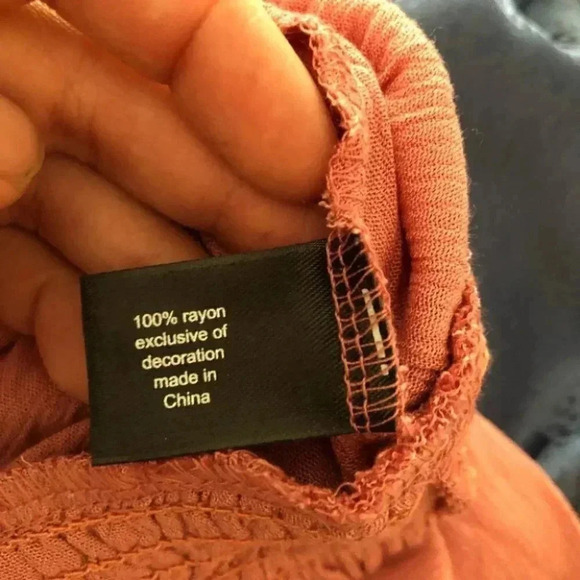 100% rayon
exclusive of
decoration
made in
China